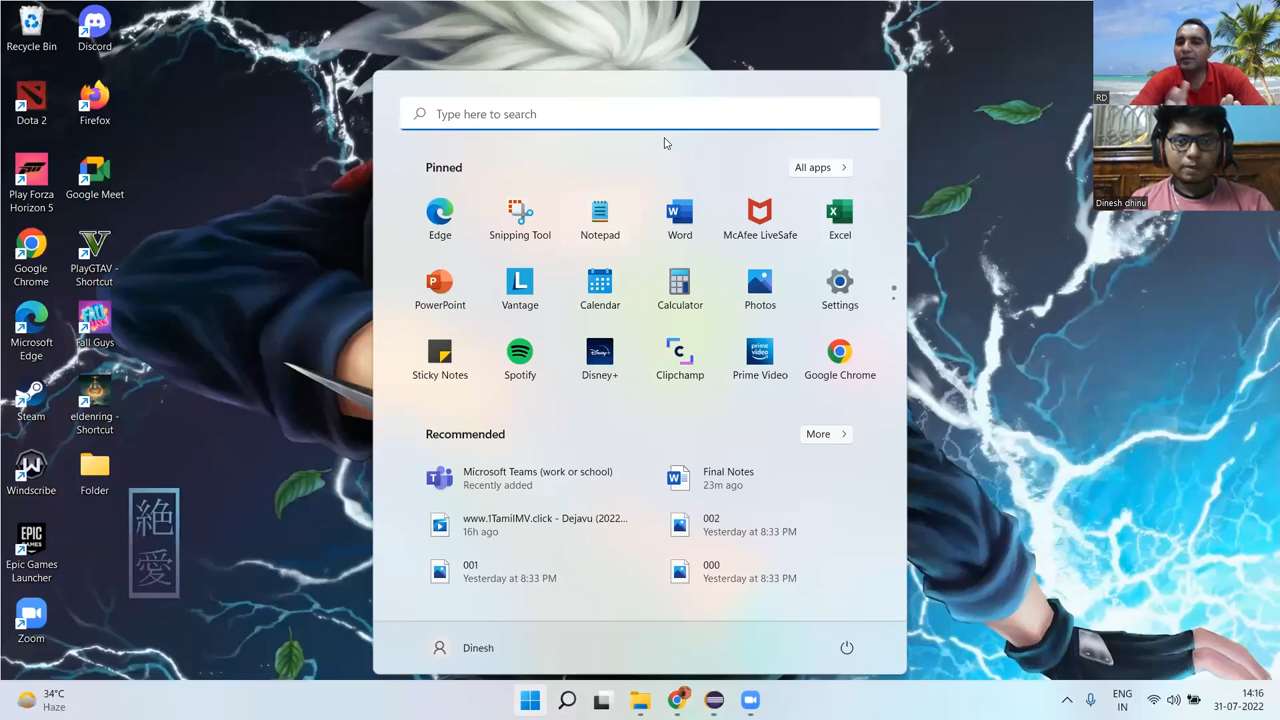 Recycle Bin
Discord
Dota 2
Firefox
Play Forza
Horizon 5
Google Meet
Google
Chrome
PlayGTAV -
Shortcut
Microsoft
Edge
Fall Guys
Steam
eldenring -
Shortcut
Windscribe
Folder
EPIC
GAMES
Epic Games
Launcher
Zoom
絶
愛
Type here to search
Pinned
All apps
Edge
Snipping Tool
Notepad
Word
McAfee LiveSafe
Excel
PowerPoint
Vantage
Calendar
Calculator
Photos
Settings
Sticky Notes
Spotify
Disney+
Clipchamp
prime
video
Prime Video
Google Chrome
Recommended
More
Microsoft Teams (work or school)
Recently added
Final Notes
23m ago
www.1TamilMV.click - Dejavu (2022...
16h ago
002
Yesterday at 8:33 PM
001
Yesterday at 8:33 PM
000
Yesterday at 8:33 PM
Dinesh
RD
Dinesh dhinu
34°C
Haze
ENG
IN
14:16
31-07-2022